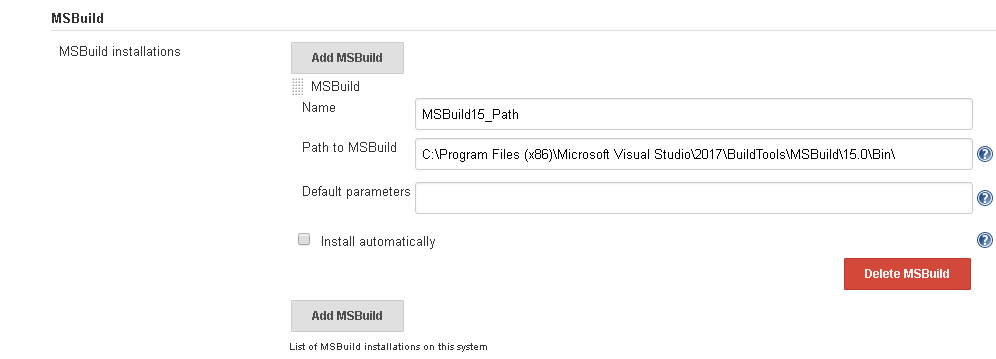 MSBuild
MSBuild installations
Add MSBuild
MSBuild
Name
MSBuild15_Path
Path to MSBuild
C:\Program Files (x86)\Microsoft Visual Studio\2017\BuildTools\MSBuild\15.0\Bin\
?
Default parameters
?
Install automatically
?
Delete MSBuild
Add MSBuild
List of MSBuild installations on this system